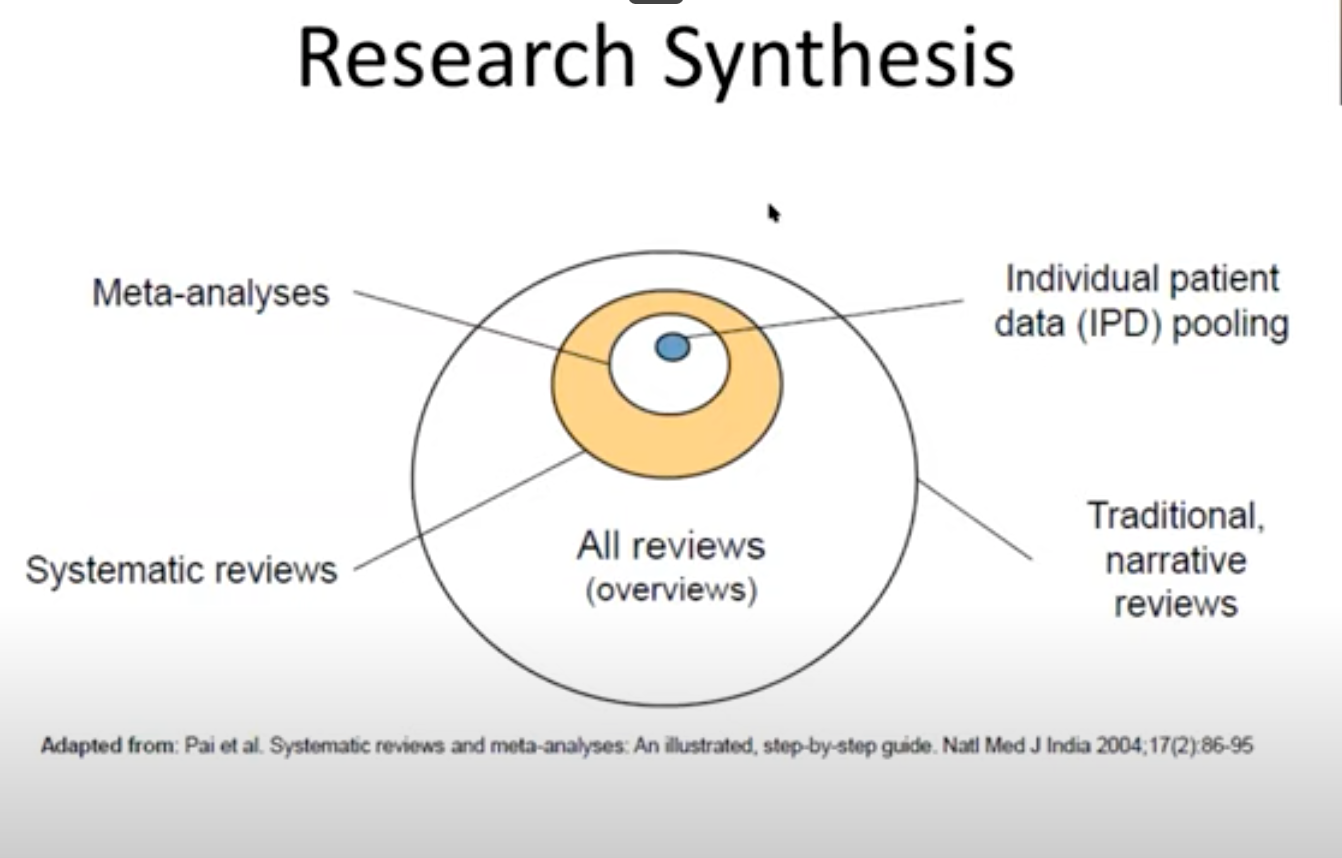 Research Synthesis
Meta-analyses
Individual patient
data (IPD) pooling
Systematic reviews
All reviews
(overviews)
Traditional,
narrative
reviews
Adapted from: Pai et al. Systematic reviews and meta-analyses: An illustrated, step-by-step guide. Natl Med J India 2004;17(2):86-95